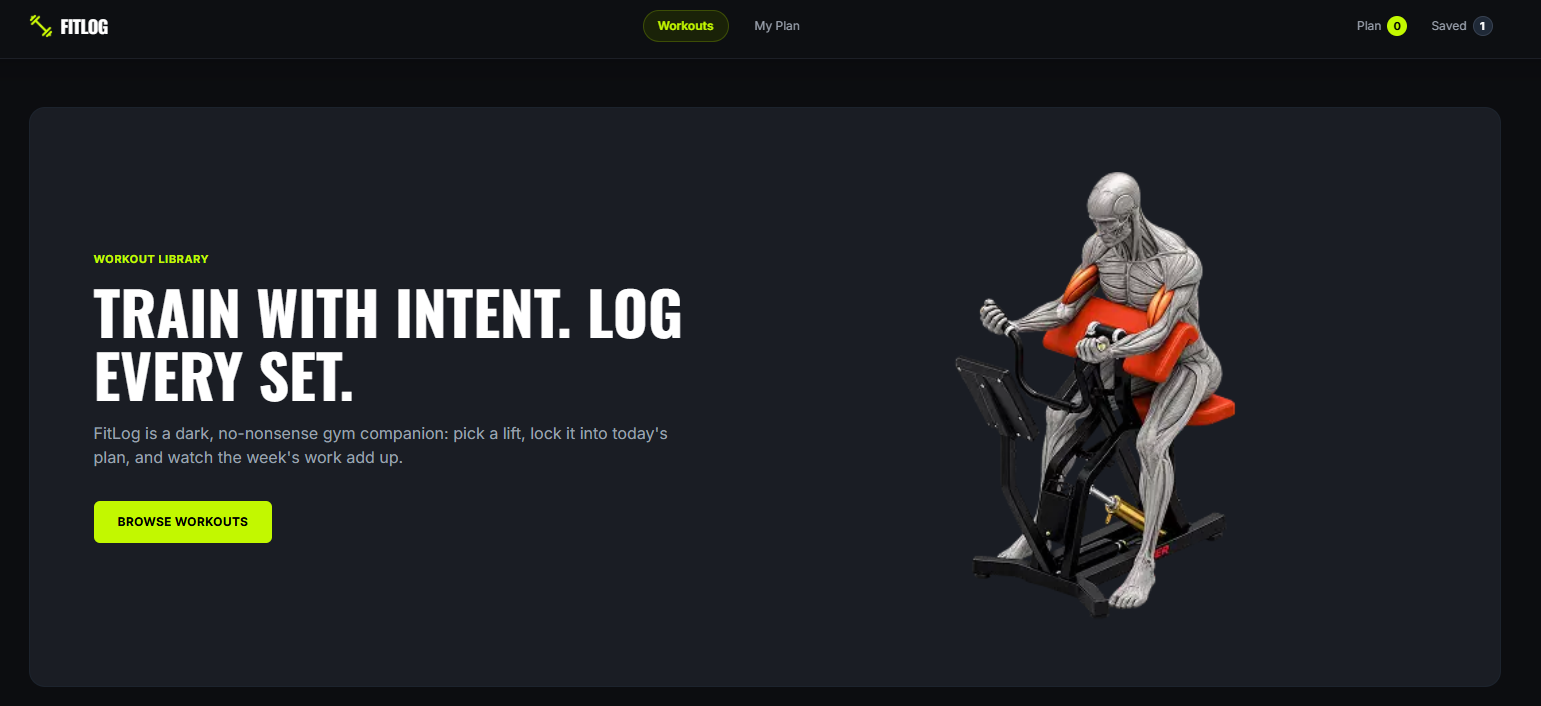 FITLOG
Workouts
My Plan
Plan 0
Saved 1
WORKOUT LIBRARY
TRAIN WITH INTENT. LOG
EVERY SET.
FitLog is a dark, no-nonsense gym companion: pick a lift, lock it into today's
plan, and watch the week's work add up.
BROWSE WORKOUTS